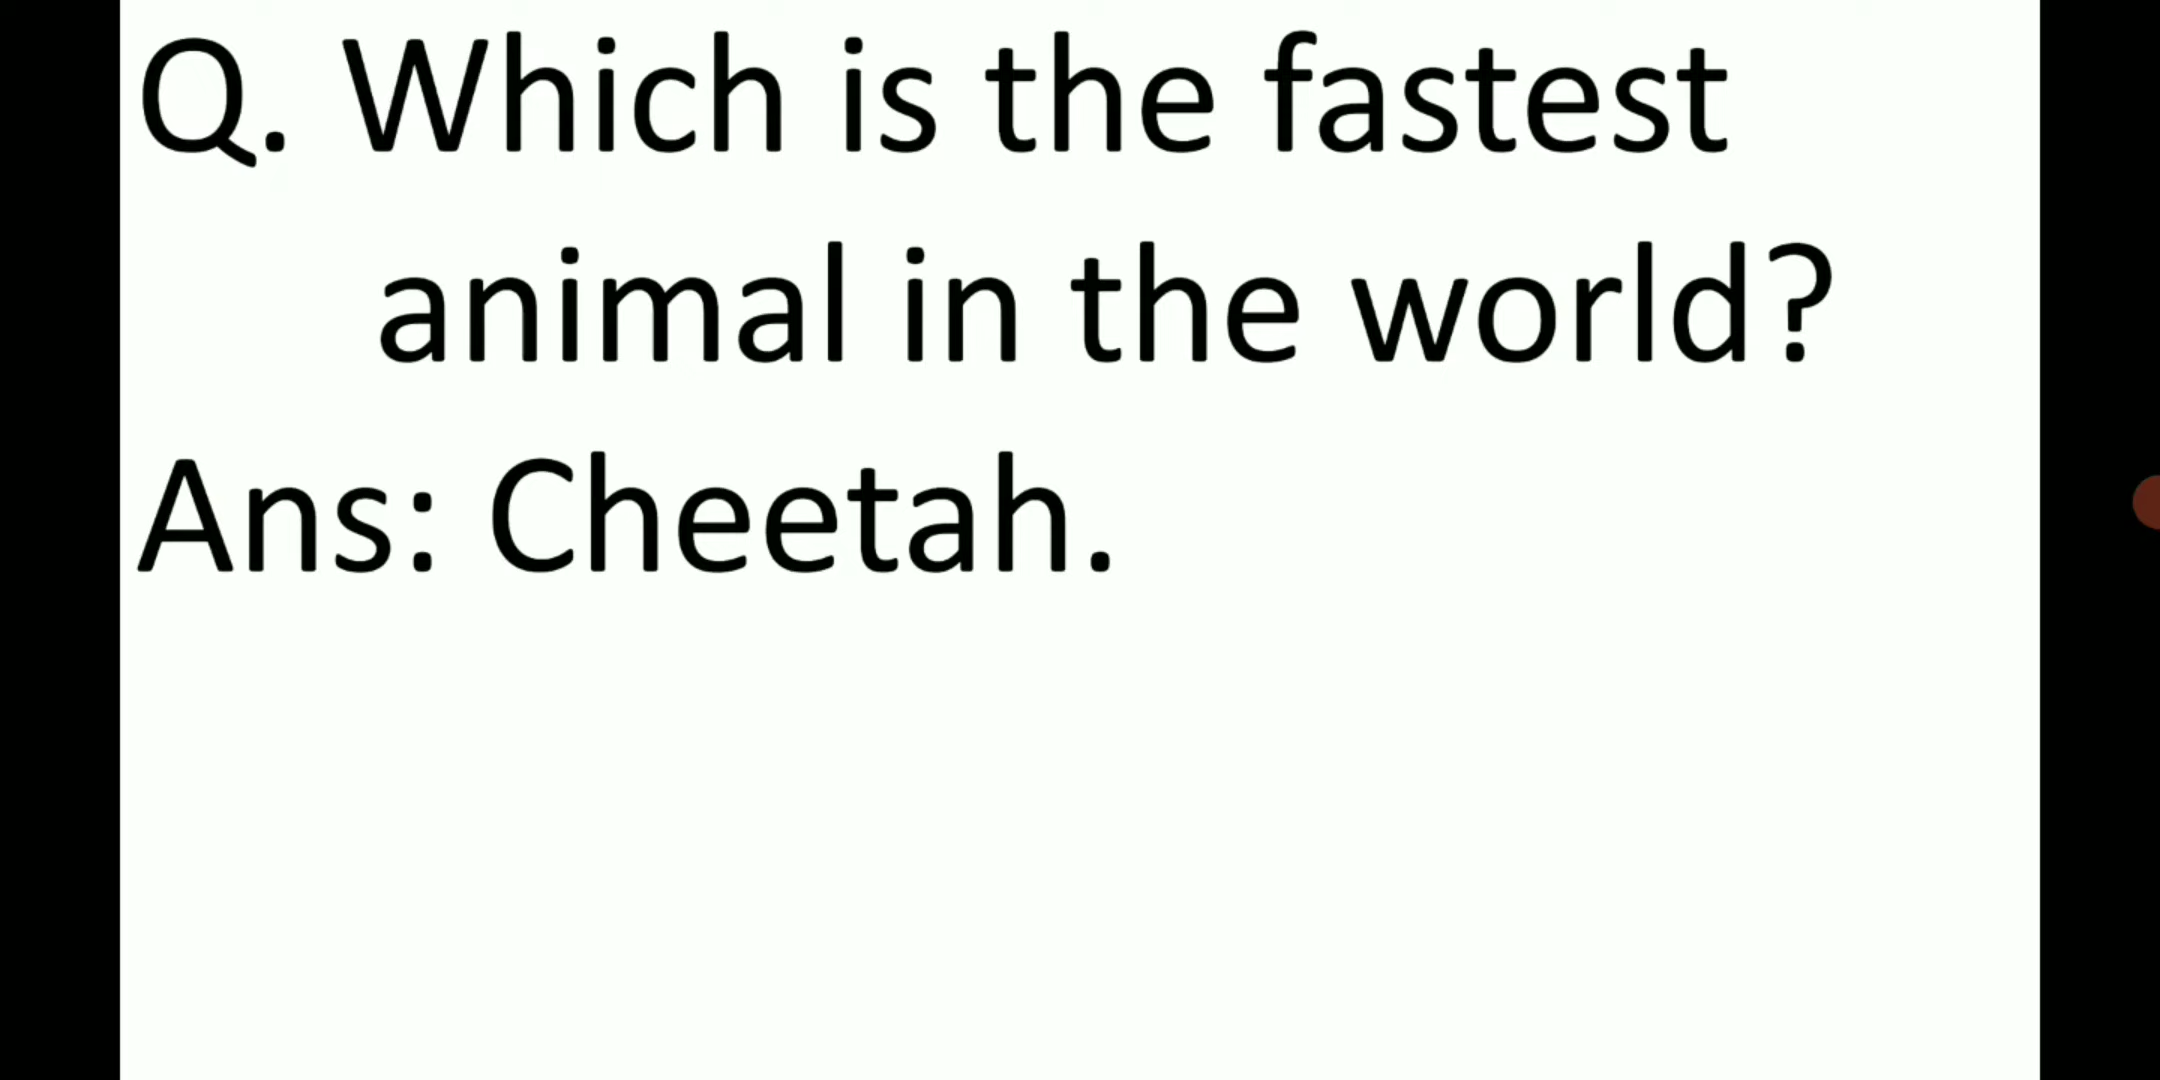 Q. Which is the fastest
animal in the world?
Ans: Cheetah.